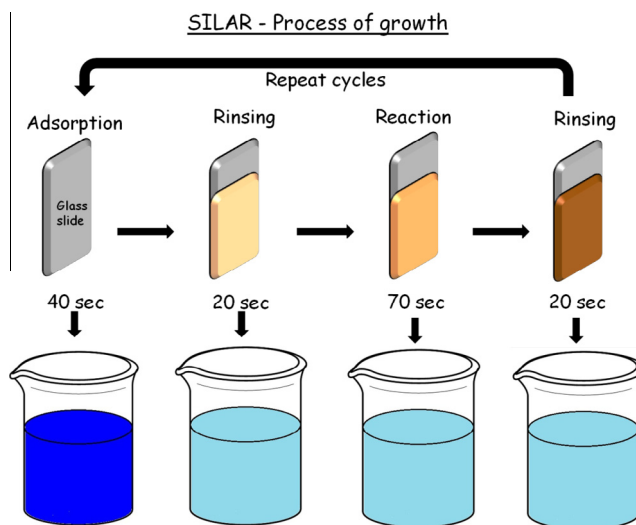 SILAR - Process of growth
Repeat cycles
Adsorption
Rinsing
Reaction
Rinsing
Glass
slide
40 sec
20 sec
70 sec
20 sec